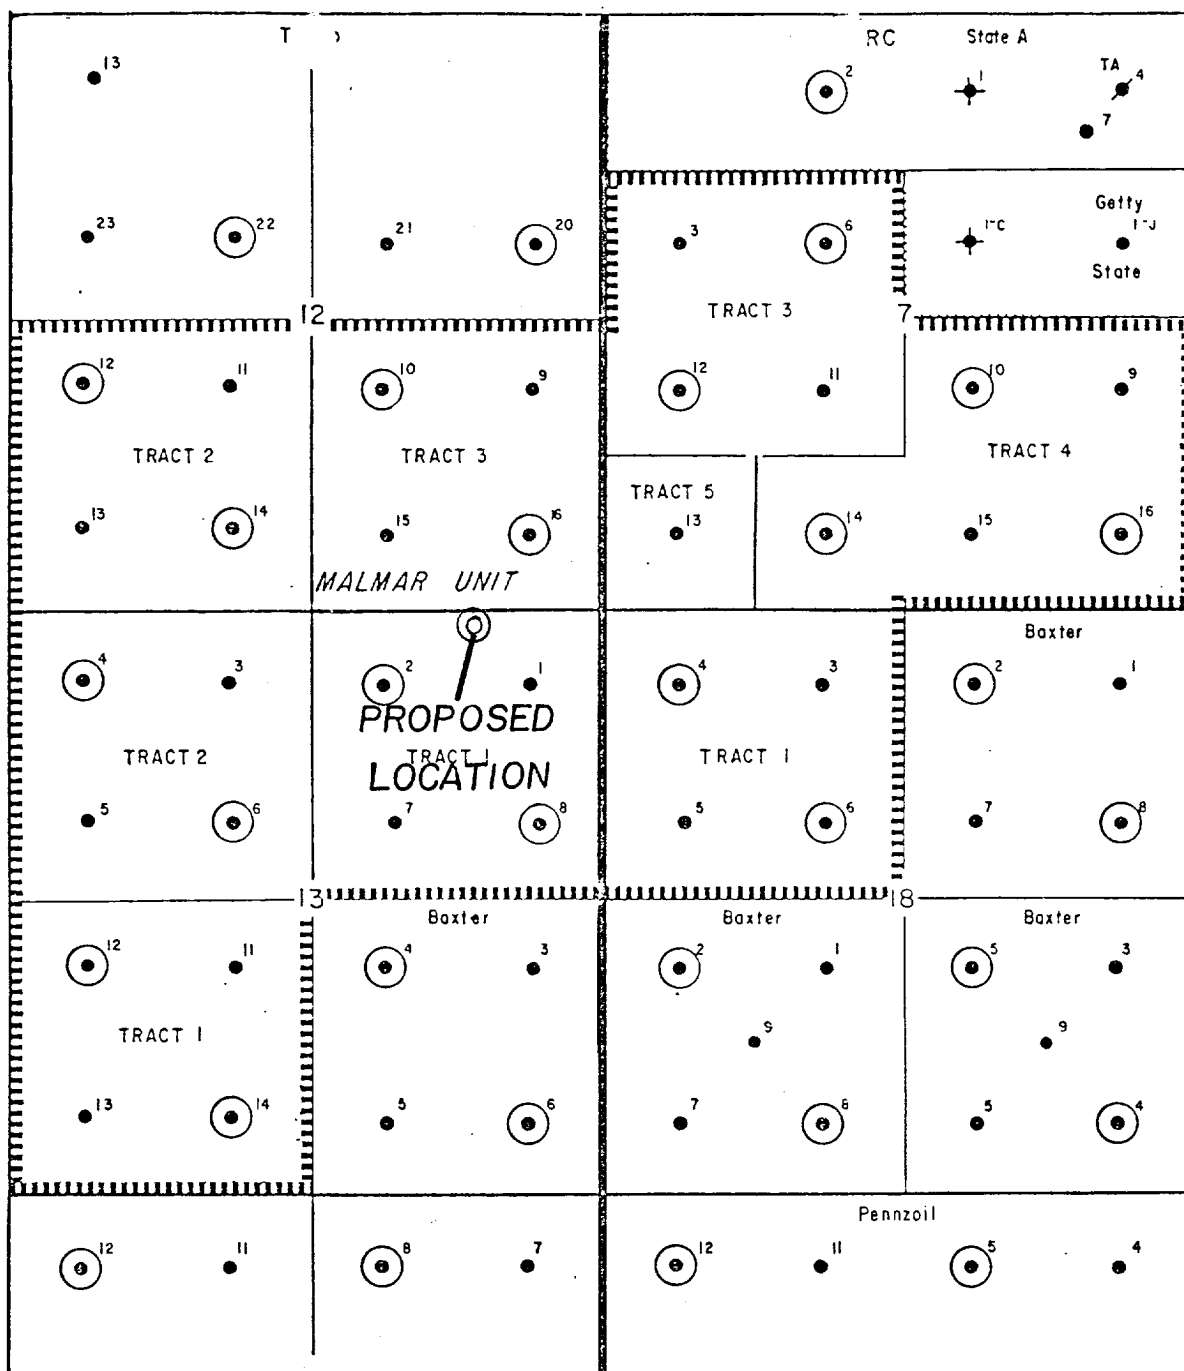 T
RC State A
13
2 1 TA 4
7
23 22 21 20 3 6 1-C Getty 1-J
State
TRACT 3
12 7
12 11 10 9 12 11 10 9
TRACT 2 TRACT 3 TRACT 4
TRACT 5
13 14 15 16 13 14 15 16
MALMAR UNIT
Baxter
4 3 2 1 4 3 2 1
PROPOSED
TRACT 2 TRACT 1 TRACT 1
LOCATION
5 6 7 8 5 6 7 8
13 18
Baxter Baxter Baxter
12 11 4 3 2 1 5 3
TRACT 1
9 9
13 14 5 6 7 8 5 4
Pennzoil
12 11 8 7 12 11 5 4